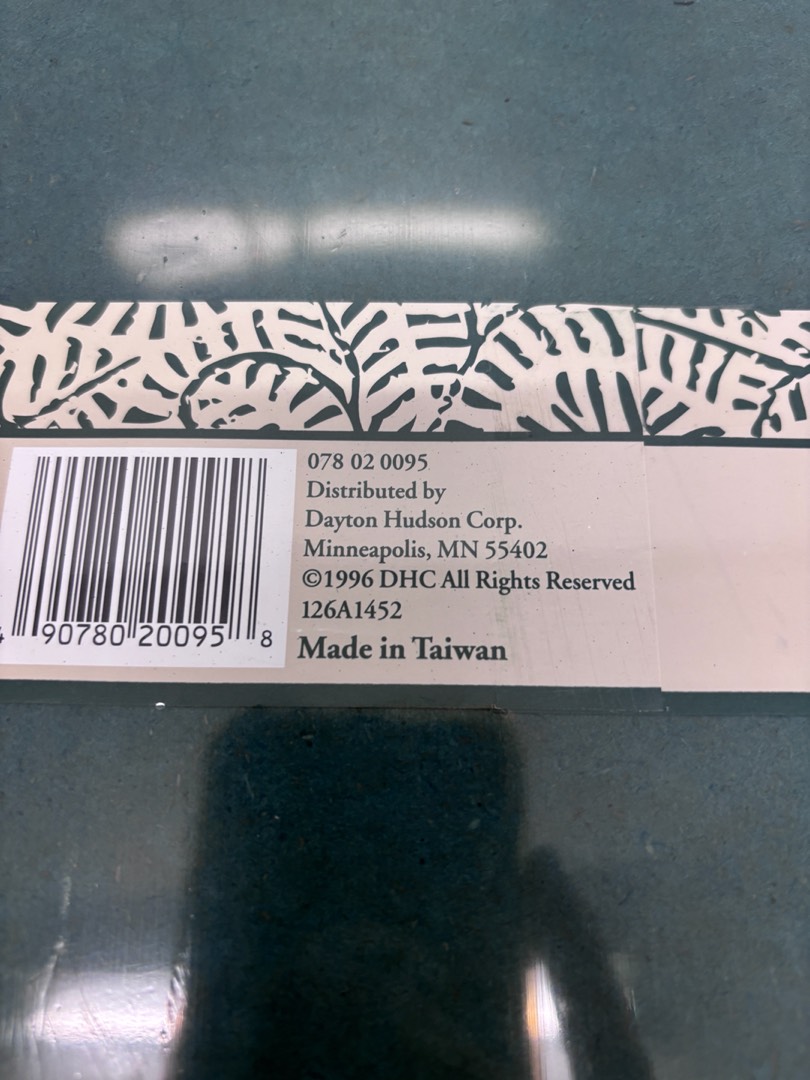 078 02 0095
Distributed by
Dayton Hudson Corp.
Minneapolis, MN 55402
©1996 DHC All Rights Reserved
126A1452
Made in Taiwan
4 90780 20095 8